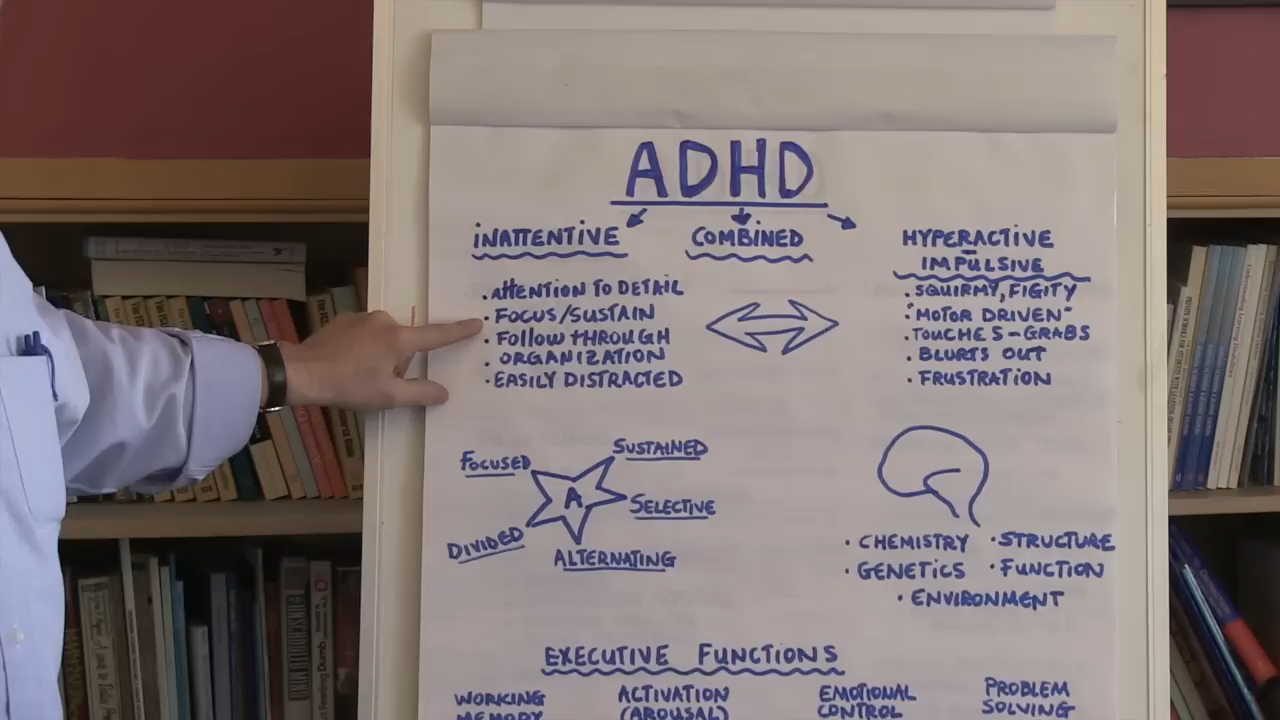 ADHD
INATTENTIVE
COMBINED
HYPERACTIVE
IMPULSIVE
• ATTENTION TO DETAIL
• FOCUS/SUSTAIN
• FOLLOW THROUGH
• ORGANIZATION
• EASILY DISTRACTED
• SQUIRMY, FIGITY
• "MOTOR DRIVEN"
• TOUCHES - GRABS
• BLURTS OUT
• FRUSTRATION
FOCUSED
SUSTAINED
A
SELECTIVE
DIVIDED
ALTERNATING
• CHEMISTRY • STRUCTURE
• GENETICS • FUNCTION
• ENVIRONMENT
EXECUTIVE FUNCTIONS
WORKING
MEMORY
ACTIVATION
(AROUSAL)
EMOTIONAL
CONTROL
PROBLEM
SOLVING